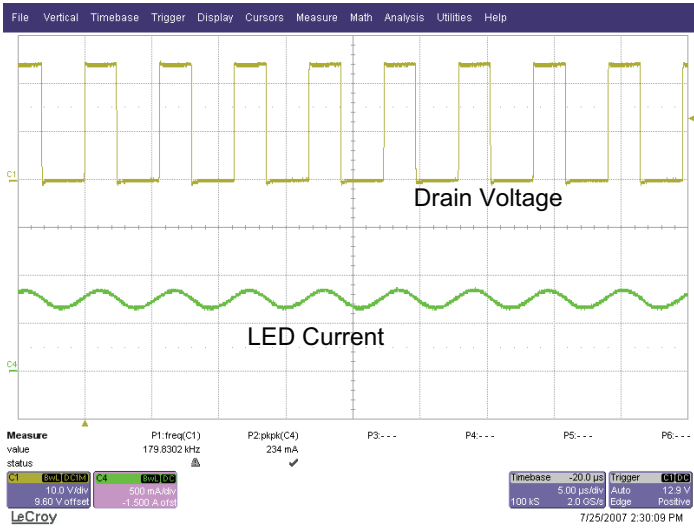 File Vertical Timebase Trigger Display Cursors Measure Math Analysis Utilities Help
C1
Drain Voltage
LED Current
C4
Measure P1:freq(C1) P2:pkpk(C4) P3:- - - P4:- - - P5:- - - P6:- - -
value 179.8302 kHz 234 mA
status
C1 BwL DC1M
10.0 V/div
9.60 V offset
C4 BwL DC
500 mA/div
-1.500 A ofst
Timebase -20.0 µs
5.00 µs/div
100 kS 2.0 GS/s
Trigger C1 DC
Auto 12.9 V
Edge Positive
LeCroy
7/25/2007 2:30:09 PM